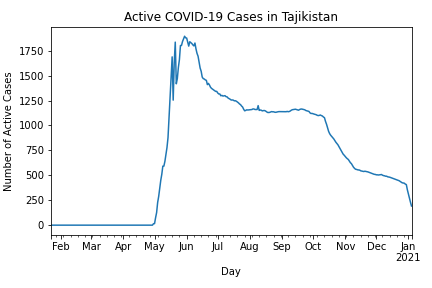 Active COVID-19 Cases in Tajikistan
Number of Active Cases
1750
1500
1250
1000
750
500
250
0
Feb Mar Apr May Jun Jul Aug Sep Oct Nov Dec Jan
2021
Day